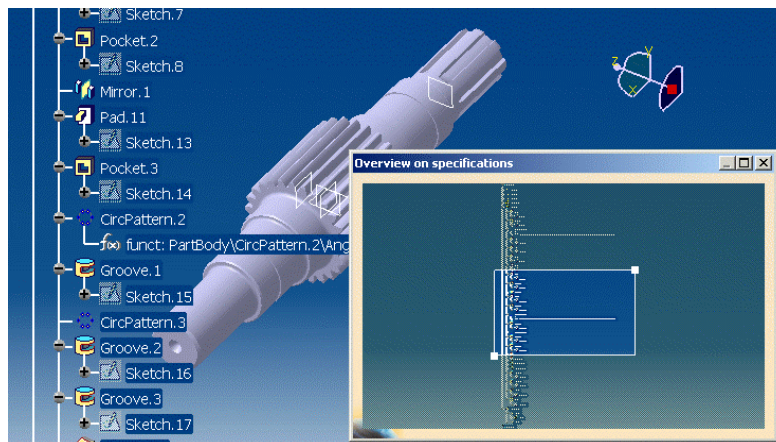 Sketch.7
Pocket.2
Sketch.8
Mirror.1
Pad.11
Sketch.13
Pocket.3
Sketch.14
CircPattern.2
f(x) funct: PartBody\CircPattern.2\Ang
Groove.1
Sketch.15
CircPattern.3
Groove.2
Sketch.16
Groove.3
Sketch.17
Overview on specifications
z
y
x